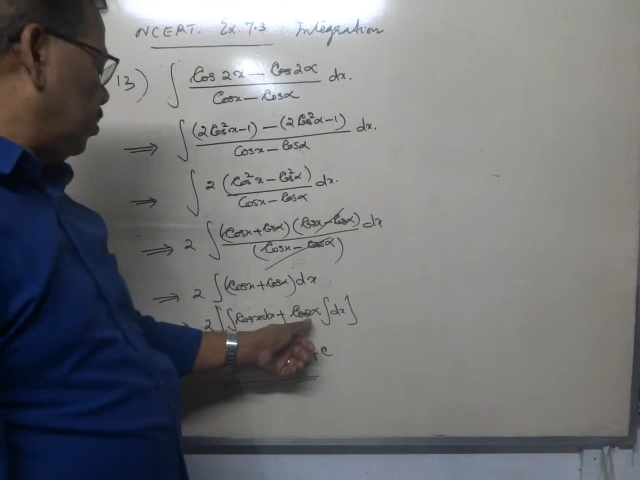 NCERT. Ex. 7.3 Integration
13) ∫ (Cos 2x − Cos 2α)/(Cosx − Cosα) dx.
⇒ ∫ ((2Cos²x−1) − (2Cos²α−1))/(Cosx − Cosα) dx.
⇒ ∫ 2 (Cos²x − Cos²α)/(Cosx − Cosα) dx.
⇒ 2 ∫ (Cosx + Cosα)(Cosx − Cosα)/(Cosx − Cosα) dx
⇒ 2 ∫ (Cosx + Cosα) dx
2 [∫ Cosx dx + Cosα ∫ dx]
+ C